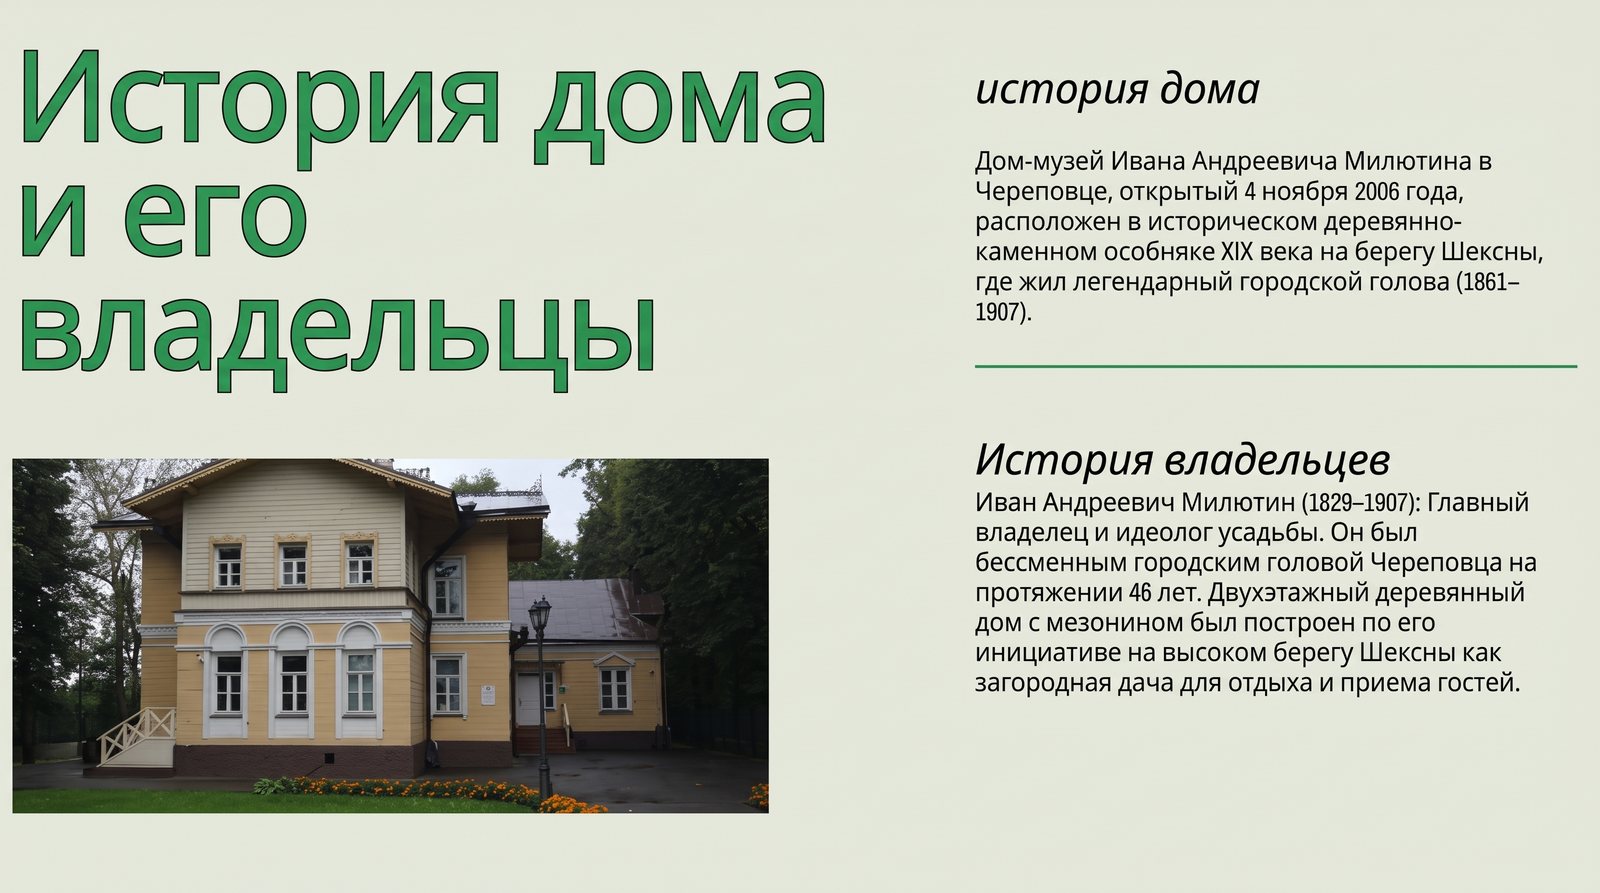 История дома
и его
владельцы
история дома
Дом-музей Ивана Андреевича Милютина в
Череповце, открытый 4 ноября 2006 года,
расположен в историческом деревянно-
каменном особняке XIX века на берегу Шексны,
где жил легендарный городской голова (1861–
1907).
История владельцев
Иван Андреевич Милютин (1829–1907): Главный
владелец и идеолог усадьбы. Он был
бессменным городским головой Череповца на
протяжении 46 лет. Двухэтажный деревянный
дом с мезонином был построен по его
инициативе на высоком берегу Шексны как
загородная дача для отдыха и приема гостей.